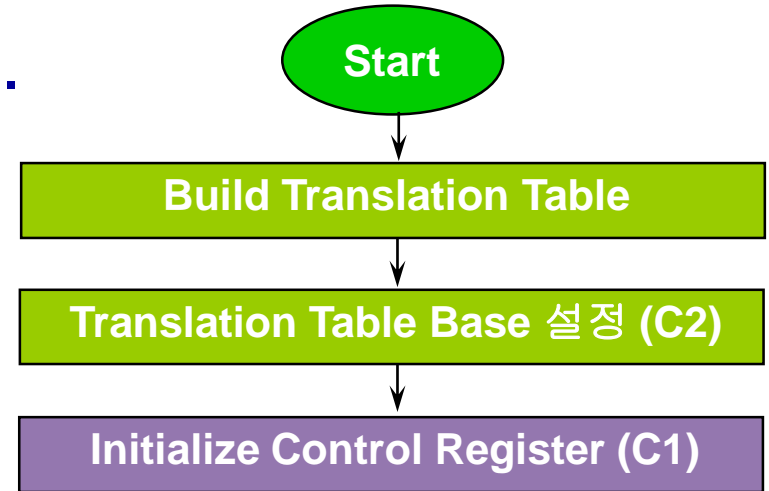 Start
Build Translation Table
Translation Table Base 설정 (C2)
Initialize Control Register (C1)